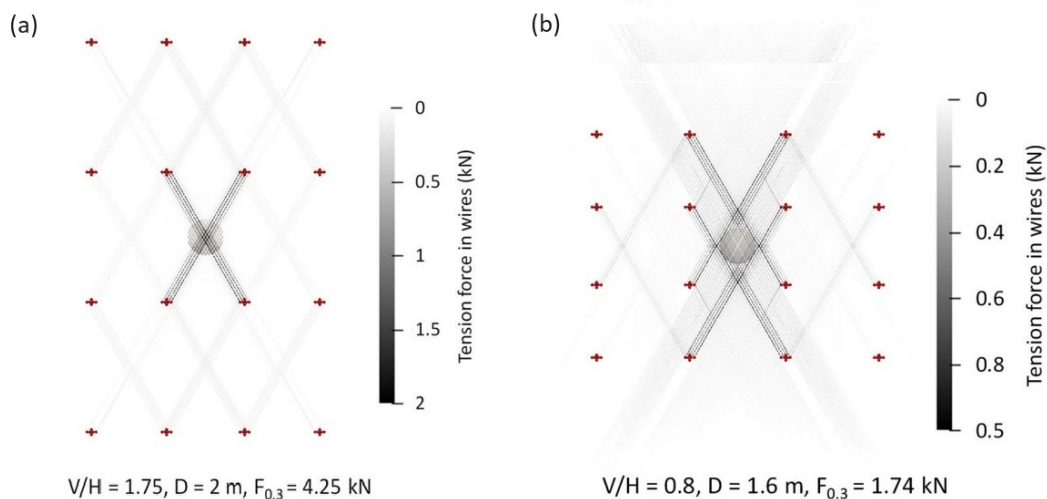 (a)
0
0.5
1
1.5
2
Tension force in wires (kN)
V/H = 1.75, D = 2 m, F0.3 = 4.25 kN
(b)
0
0.2
0.4
0.6
0.8
0.5
Tension force in wires (kN)
V/H = 0.8, D = 1.6 m, F0.3 = 1.74 kN